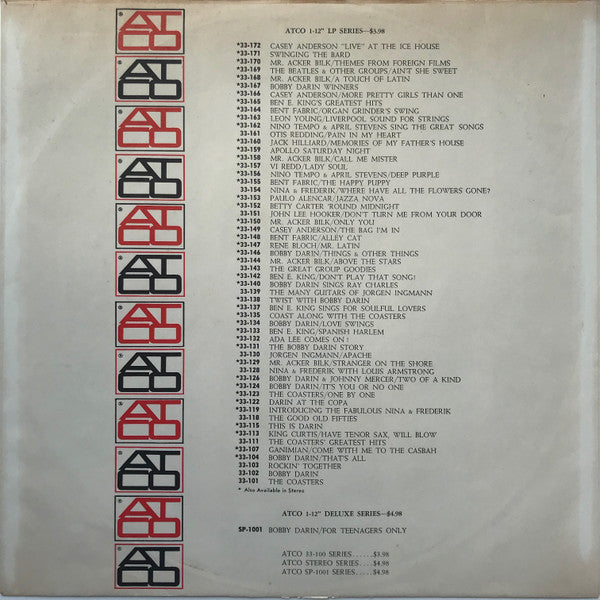 ATCO 1-12" LP SERIES—$3.98
*33-172 CASEY ANDERSON "LIVE" AT THE ICE HOUSE
*33-171 SWINGING THE BARD
*33-170 MR. ACKER BILK/THEMES FROM FOREIGN FILMS
*33-169 THE BEATLES & OTHER GROUPS/AIN'T SHE SWEET
*33-168 MR. ACKER BILK/A TOUCH OF LATIN
*33-167 BOBBY DARIN WINNERS
*33-166 CASEY ANDERSON/MORE PRETTY GIRLS THAN ONE
*33-165 BEN E. KING'S GREATEST HITS
*33-164 BENT FABRIC/ORGAN GRINDER'S SWING
*33-163 LEON YOUNG/LIVERPOOL SOUND FOR STRINGS
*33-162 NINO TEMPO & APRIL STEVENS SING THE GREAT SONGS
33-161 OTIS REDDING/PAIN IN MY HEART
*33-160 JACK HILLIARD/MEMORIES OF MY FATHER'S HOUSE
*33-159 APOLLO SATURDAY NIGHT
*33-158 MR. ACKER BILK/CALL ME MISTER
*33-157 VI REDD/LADY SOUL
*33-156 NINO TEMPO & APRIL STEVENS/DEEP PURPLE
*33-155 BENT FABRIC/THE HAPPY PUPPY
33-154 NINA & FREDERIK/WHERE HAVE ALL THE FLOWERS GONE?
*33-153 PAULO ALENCAR/JAZZA NOVA
*33-152 BETTY CARTER 'ROUND MIDNIGHT
33-151 JOHN LEE HOOKER/DON'T TURN ME FROM YOUR DOOR
*33-150 MR. ACKER BILK/ONLY YOU
*33-149 CASEY ANDERSON/THE BAG I'M IN
*33-148 BENT FABRIC/ALLEY CAT
*33-147 RENE BLOCH/MR. LATIN
*33-146 BOBBY DARIN/THINGS & OTHER THINGS
*33-144 MR. ACKER BILK/ABOVE THE STARS
33-143 THE GREAT GROUP GOODIES
*33-142 BEN E. KING/DON'T PLAY THAT SONG!
*33-140 BOBBY DARIN SINGS RAY CHARLES
33-139 THE MANY GUITARS OF JORGEN INGMANN
*33-138 TWIST WITH BOBBY DARIN
*33-137 BEN E. KING SINGS FOR SOULFUL LOVERS
*33-135 COAST ALONG WITH THE COASTERS
*33-134 BOBBY DARIN/LOVE SWINGS
*33-133 BEN E. KING/SPANISH HARLEM
*33-132 ADA LEE COMES ON!
*33-131 THE BOBBY DARIN STORY
33-130 JORGEN INGMANN/APACHE
*33-129 MR. ACKER BILK/STRANGER ON THE SHORE
33-128 NINA & FREDERIK WITH LOUIS ARMSTRONG
*33-126 BOBBY DARIN & JOHNNY MERCER/TWO OF A KIND
*33-124 BOBBY DARIN/IT'S YOU OR NO ONE
*33-123 THE COASTERS/ONE BY ONE
*33-122 DARIN AT THE COPA
*33-119 INTRODUCING THE FABULOUS NINA & FREDERIK
33-118 THE GOOD OLD FIFTIES
*33-115 THIS IS DARIN
*33-113 KING CURTIS/HAVE TENOR SAX, WILL BLOW
33-111 THE COASTERS' GREATEST HITS
*33-107 GANIMIAN/COME WITH ME TO THE CASBAH
*33-104 BOBBY DARIN/THAT'S ALL
33-103 ROCKIN' TOGETHER
33-102 BOBBY DARIN
33-101 THE COASTERS
* Also Available in Stereo
ATCO 1-12" DELUXE SERIES—$4.98
SP-1001 BOBBY DARIN/FOR TEENAGERS ONLY
ATCO 33-100 SERIES.....$3.98
ATCO STEREO SERIES....$4.98
ATCO SP-1001 SERIES....$4.98
ATCO
ATCO
ATCO
ATCO
ATCO
ATCO
ATCO
ATCO
ATCO
ATCO
ATCO
ATCO